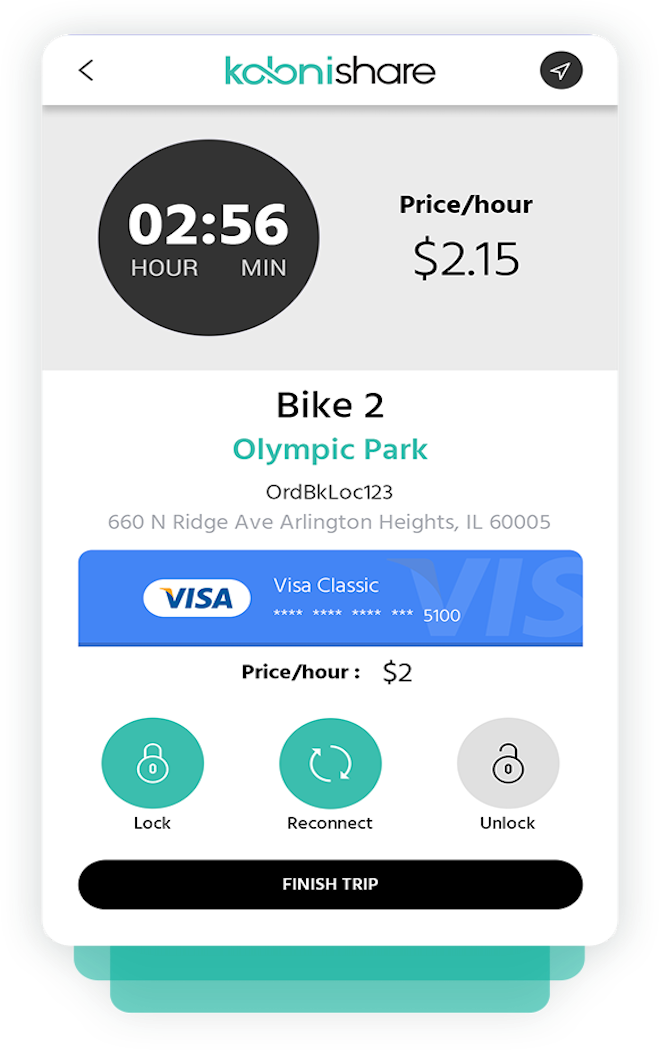 kolonishare
02:56
HOUR MIN
Price/hour
$2.15
Bike 2
Olympic Park
OrdBkLoc123
660 N Ridge Ave Arlington Heights, IL 60005
VISA
Visa Classic
**** **** **** *** 5100
VIS
Price/hour : $2
0
0
Lock
Reconnect
Unlock
FINISH TRIP